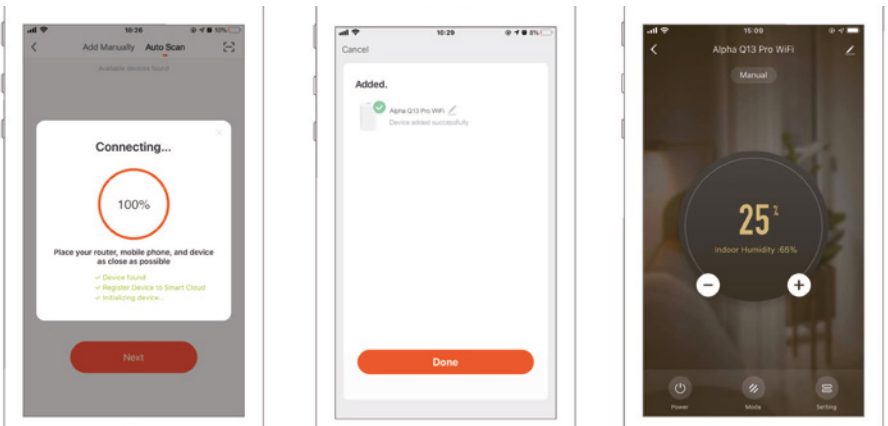 10:26
10%
Add Manually Auto Scan
Available devices found
Connecting...
100%
Place your router, mobile phone, and device
as close as possible
✓ Device found
✓ Register Device to Smart Cloud
✓ Initializing device...
Next
10:29
8%
Cancel
Added.
Alpha Q13 Pro WiFi
Device added successfully
Done
15:09
Alpha Q13 Pro WiFi
Manual
25 %
Indoor Humidity :65%
Power Mode Setting